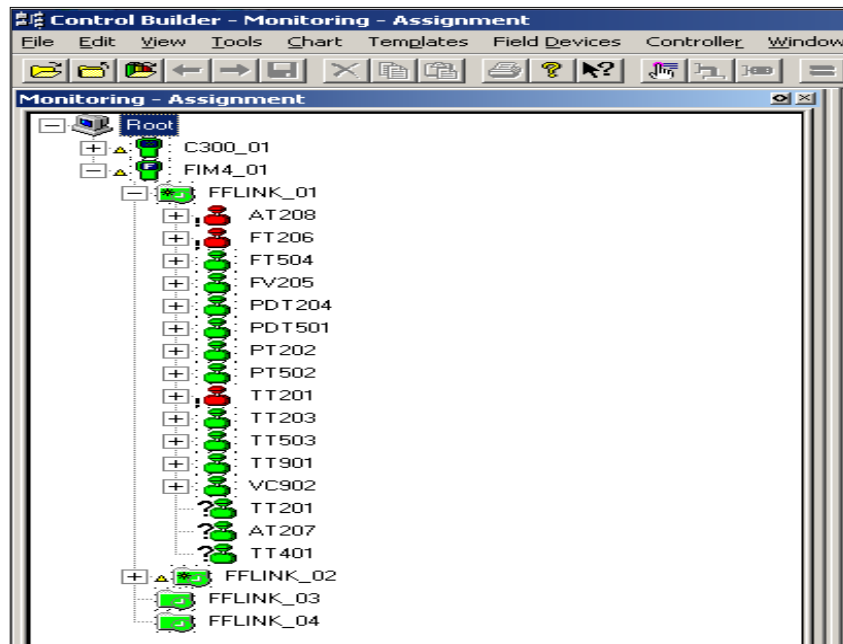 Control Builder - Monitoring - Assignment
File Edit View Tools Chart Templates Field Devices Controller Window
Monitoring - Assignment
Root
C300_01
FIM4_01
FFLINK_01
AT208
FT206
FT504
FV205
PDT204
PDT501
PT202
PT502
TT201
TT203
TT503
TT901
VC902
? TT201
? AT207
? TT401
FFLINK_02
FFLINK_03
FFLINK_04